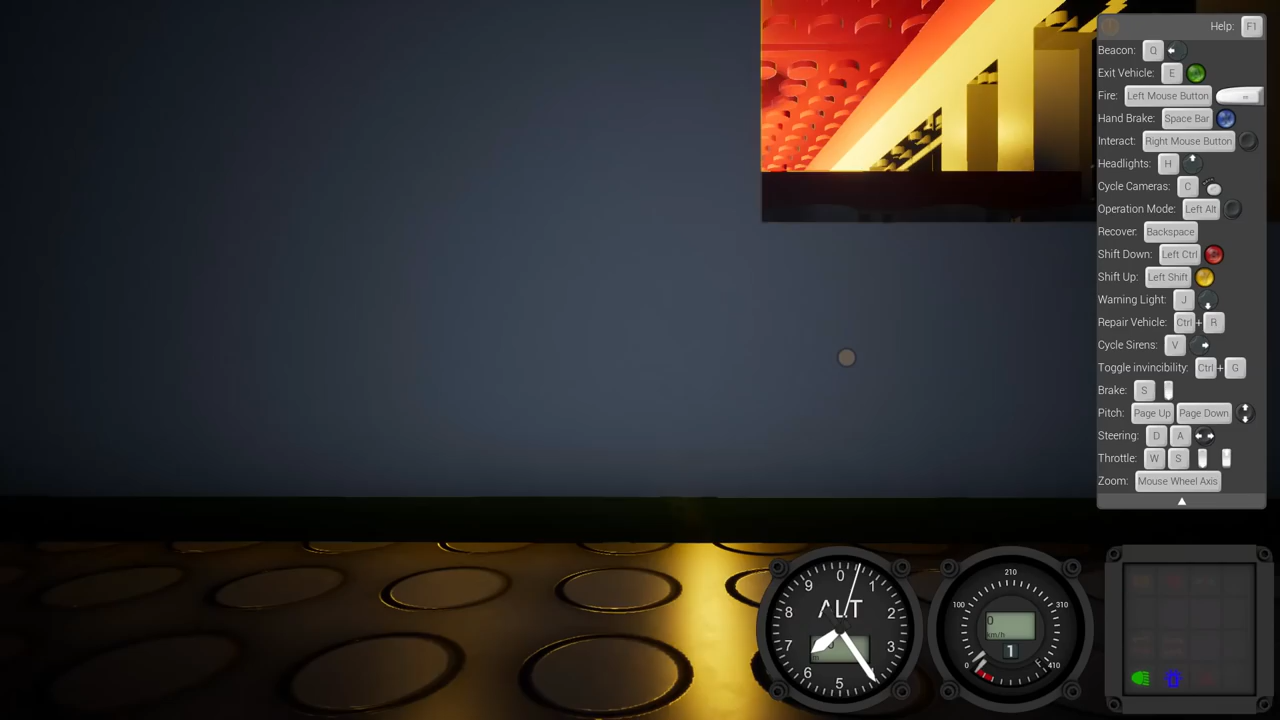 Help: F1
Beacon: Q
Exit Vehicle: E
Fire: Left Mouse Button
Hand Brake: Space Bar
Interact: Right Mouse Button
Headlights: H
Cycle Cameras: C
Operation Mode: Left Alt
Recover: Backspace
Shift Down: Left Ctrl
Shift Up: Left Shift
Warning Light: J
Repair Vehicle: Ctrl + R
Cycle Sirens: V
Toggle invincibility: Ctrl + G
Brake: S
Pitch: Page Up Page Down
Steering: D A
Throttle: W S
Zoom: Mouse Wheel Axis
0 1 2 3 4 5 6 7 8 9
ALT
0 100 210 310 410
0
km/h
1